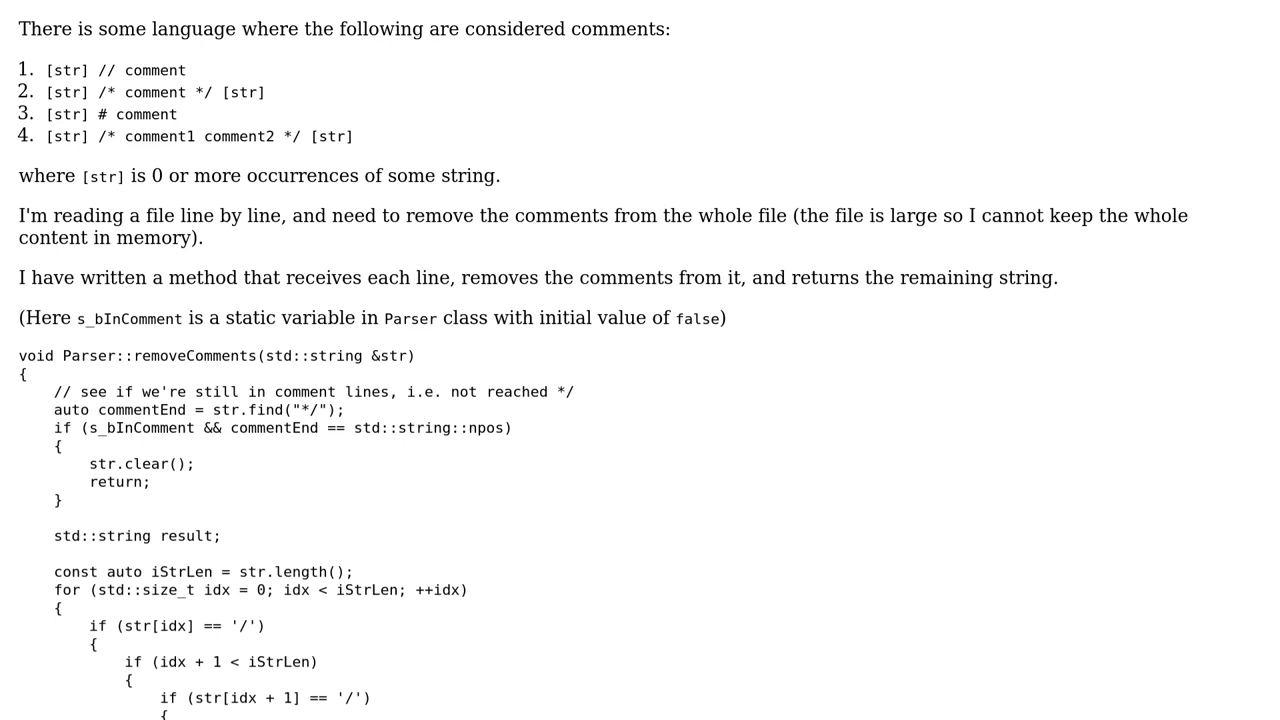 There is some language where the following are considered comments:
1. [str] // comment
2. [str] /* comment */ [str]
3. [str] # comment
4. [str] /* comment1 comment2 */ [str]
where [str] is 0 or more occurrences of some string.
I'm reading a file line by line, and need to remove the comments from the whole file (the file is large so I cannot keep the whole
content in memory).
I have written a method that receives each line, removes the comments from it, and returns the remaining string.
(Here s_bInComment is a static variable in Parser class with initial value of false)
void Parser::removeComments(std::string &str)
{
    // see if we're still in comment lines, i.e. not reached */
    auto commentEnd = str.find("*/");
    if (s_bInComment && commentEnd == std::string::npos)
    {
        str.clear();
        return;
    }
    std::string result;
    const auto iStrLen = str.length();
    for (std::size_t idx = 0; idx < iStrLen; ++idx)
    {
        if (str[idx] == '/')
        {
            if (idx + 1 < iStrLen)
            {
                if (str[idx + 1] == '/')
                {